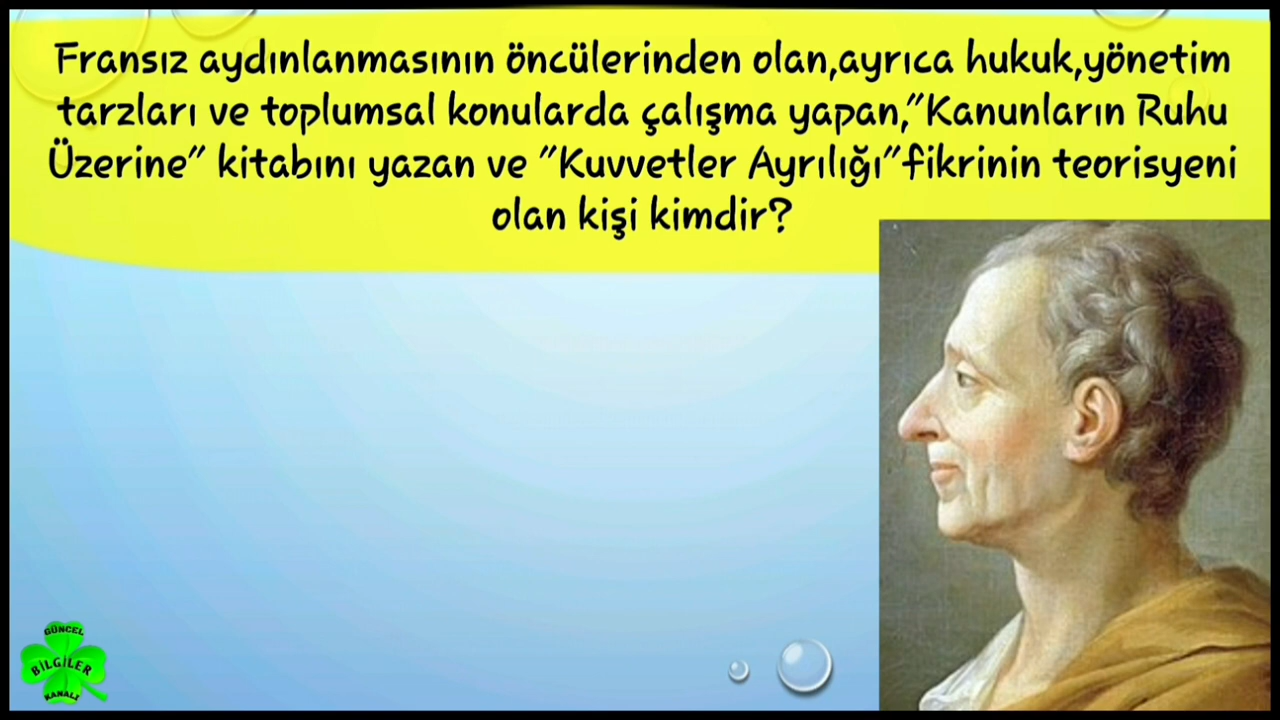 Fransız aydınlanmasının öncülerinden olan,ayrıca hukuk,yönetim
tarzları ve toplumsal konularda çalışma yapan,"Kanunların Ruhu
Üzerine" kitabını yazan ve "Kuvvetler Ayrılığı"fikrinin teorisyeni
olan kişi kimdir?
GÜNCEL
BİLGİLER
KANALI